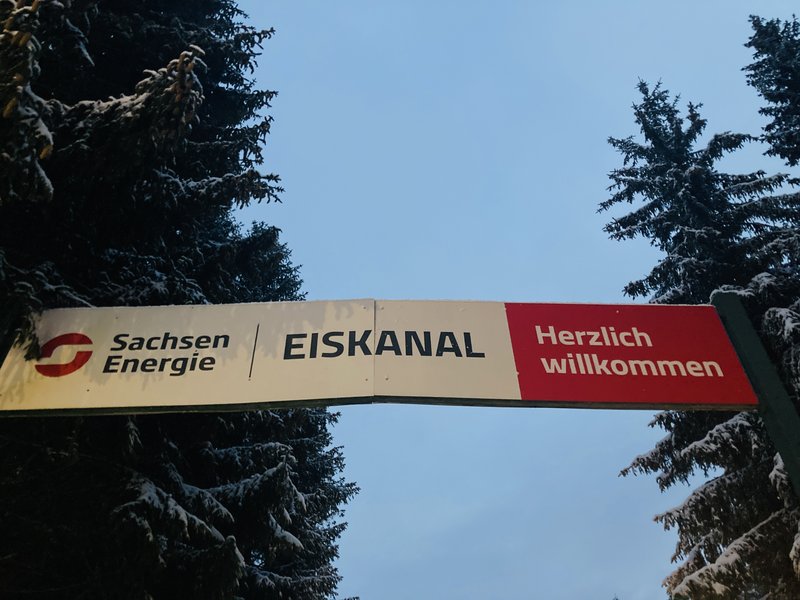 Sachsen
Energie
EISKANAL
Herzlich
willkommen